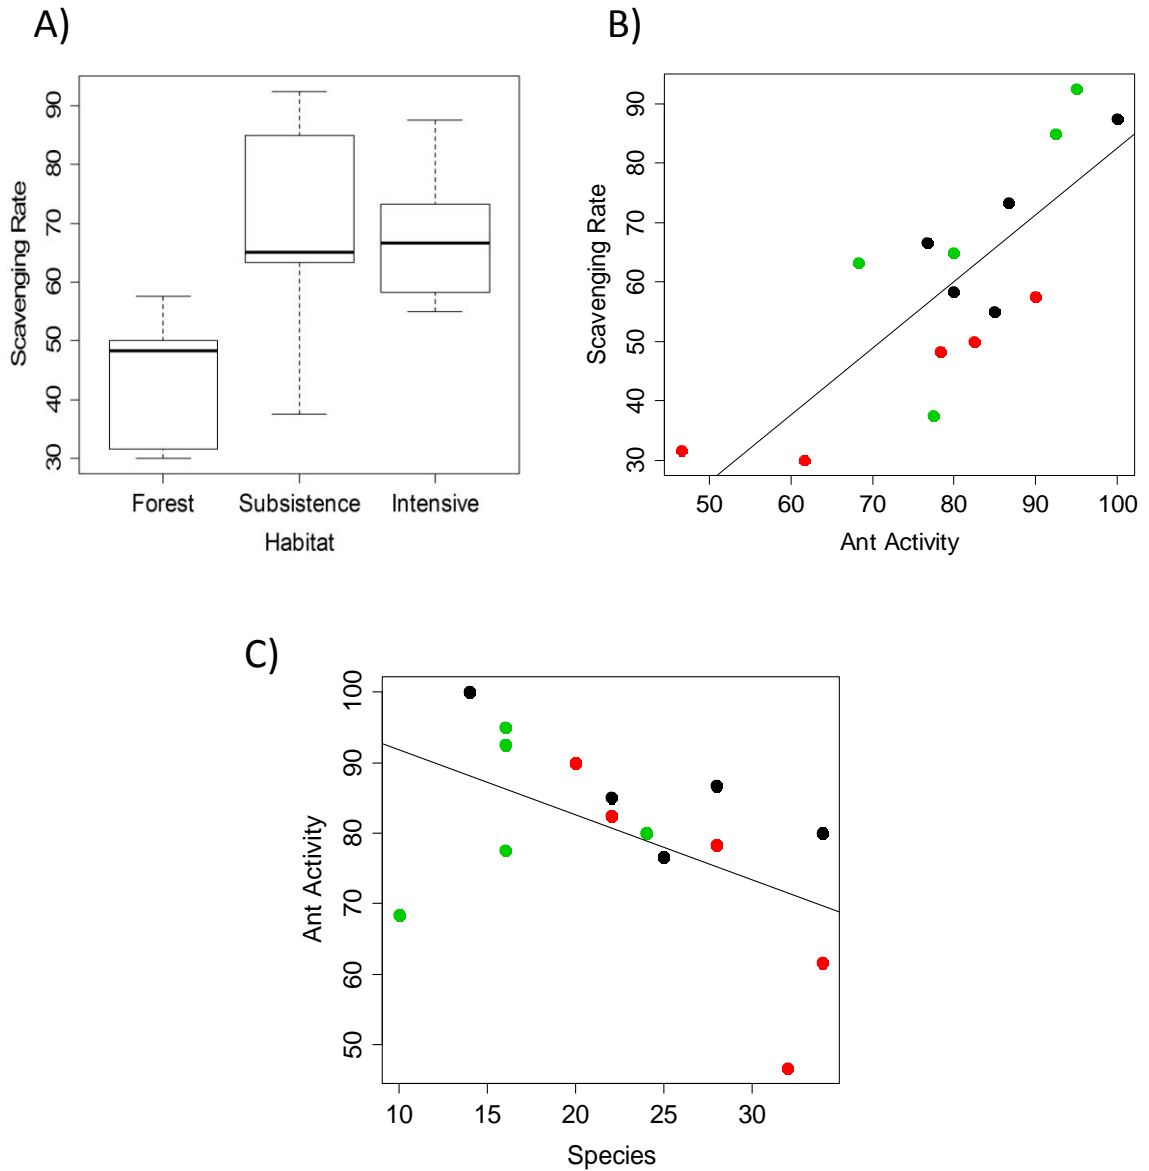 A)
Scavenging Rate
90
80
70
60
50
40
30
Forest Subsistence Intensive
Habitat
B)
Scavenging Rate
90
80
70
60
50
40
30
50 60 70 80 90 100
Ant Activity
C)
Ant Activity
100
90
80
70
60
50
10 15 20 25 30
Species